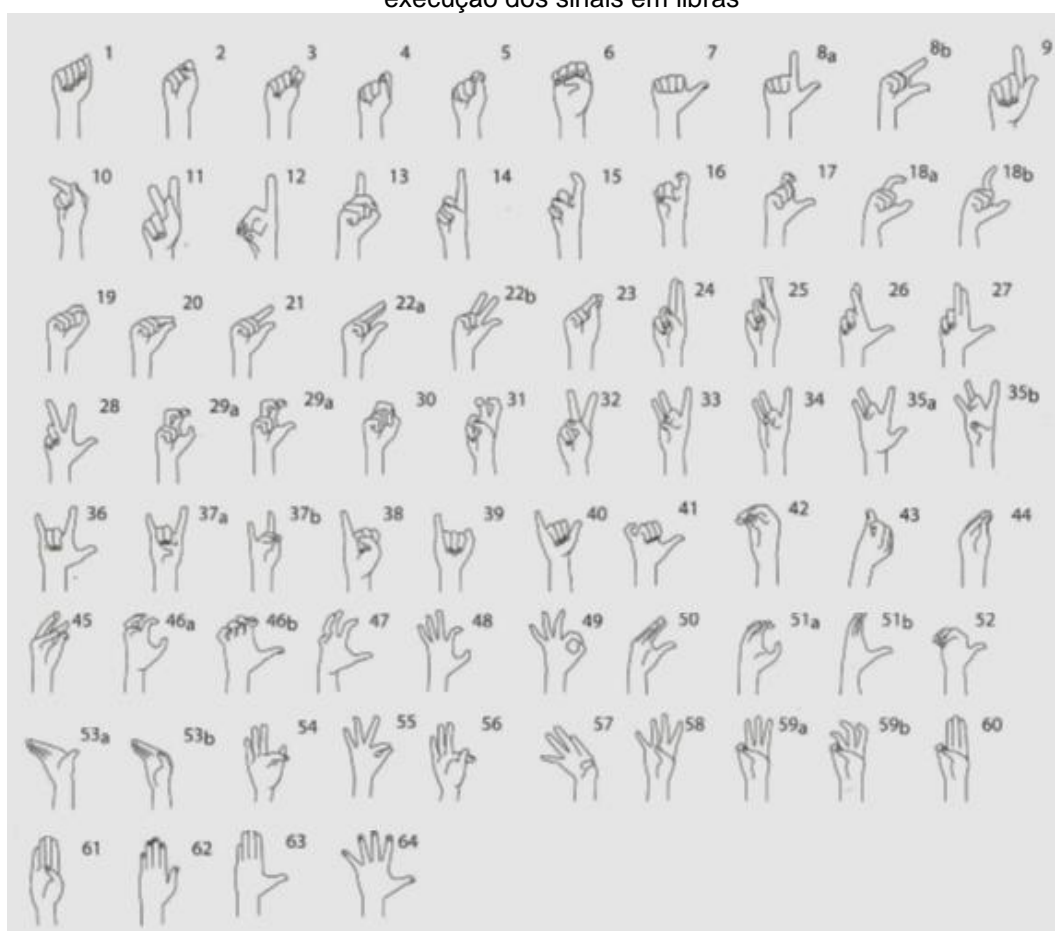 execução dos sinais em libras
1 2 3 4 5 6 7 8a 8b 9
10 11 12 13 14 15 16 17 18a 18b
19 20 21 22a 22b 23 24 25 26 27
28 29a 29a 30 31 32 33 34 35a 35b
36 37a 37b 38 39 40 41 42 43 44
45 46a 46b 47 48 49 50 51a 51b 52
53a 53b 54 55 56 57 58 59a 59b 60
61 62 63 64